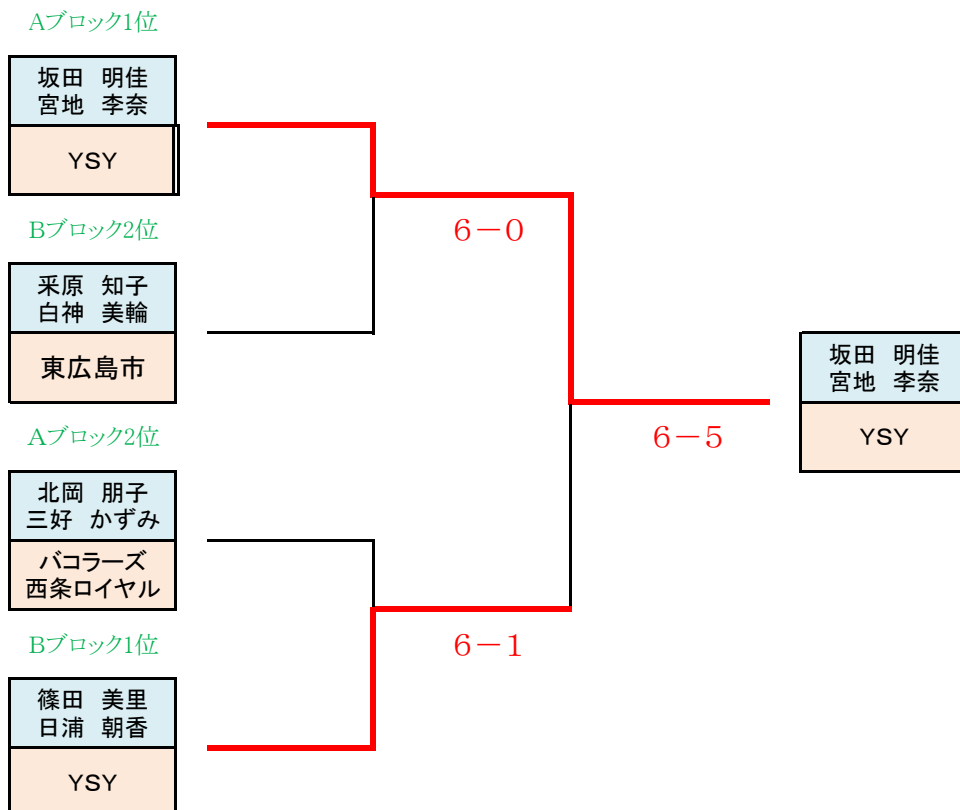 Aブロック1位
坂田　明佳
宮地　李奈
YSY
Bブロック2位
釆原　知子
白神　美輪
東広島市
Aブロック2位
北岡　朋子
三好　かずみ
バコラーズ
西条ロイヤル
Bブロック1位
篠田　美里
日浦　朝香
YSY
6－0
6－1
6－5
坂田　明佳
宮地　李奈
YSY